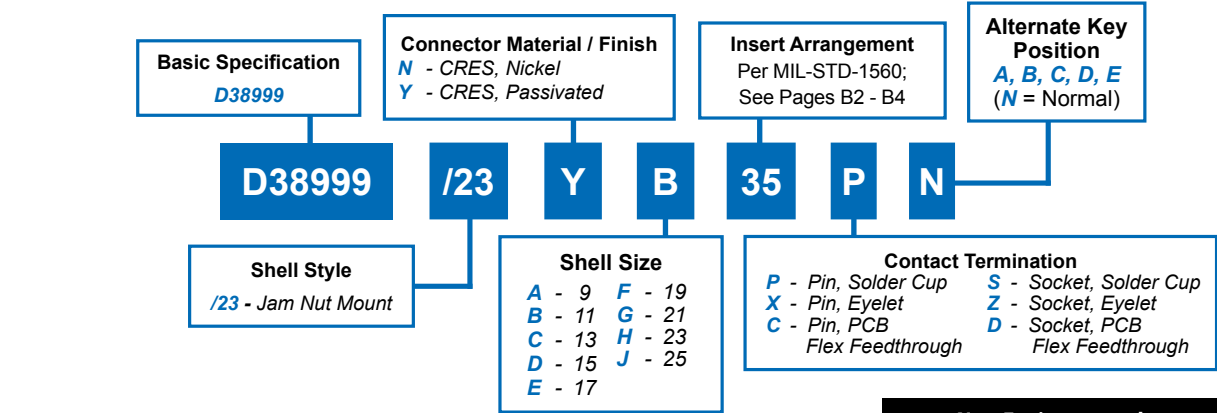 Basic Specification
D38999
Connector Material / Finish
N - CRES, Nickel
Y - CRES, Passivated
Insert Arrangement
Per MIL-STD-1560;
See Pages B2 - B4
Alternate Key
Position
A, B, C, D, E
(N = Normal)
D38999 /23 Y B 35 P N
Shell Style
/23 - Jam Nut Mount
Shell Size
A - 9 F - 19
B - 11 G - 21
C - 13 H - 23
D - 15 J - 25
E - 17
Contact Termination
P - Pin, Solder Cup S - Socket, Solder Cup
X - Pin, Eyelet Z - Socket, Eyelet
C - Pin, PCB D - Socket, PCB
Flex Feedthrough Flex Feedthrough